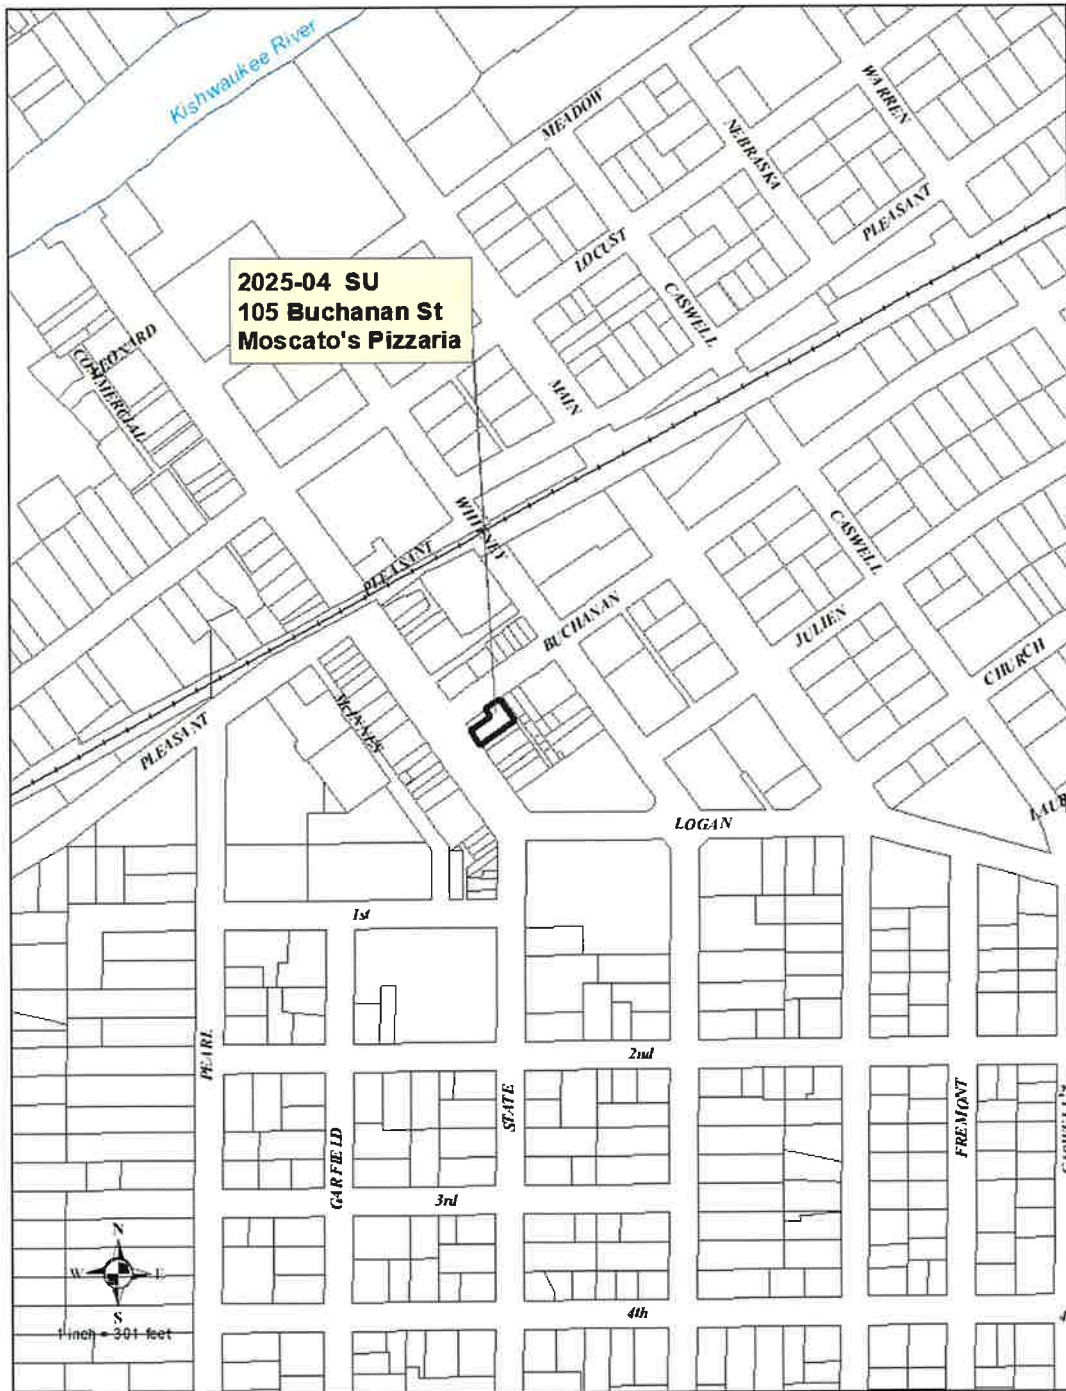 Kishwaukee River
MEADOW
WARREN
NEBRASKA
PLEASANT
LOCUST
2025-04 SU
105 Buchanan St
Moscato's Pizzaria
CASWELL
LEONARD
COMMERCIAL
MAIN
WHITNEY
CASWELL
PLEASANT
BUCHANAN
JULIEN
CHURCH
McINNES
PLEASANT
LOGAN
1st
2nd
PEARL
STATE
FREMONT
GARFIELD
3rd
N
W E
S
1 inch = 301 feet
4th